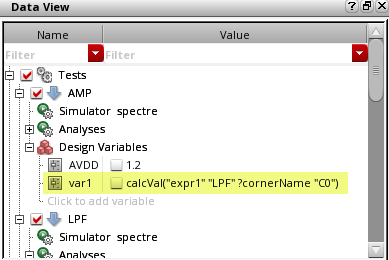 Data View
Name Value
Filter Filter
Tests
AMP
Simulator spectre
Analyses
Design Variables
AVDD 1.2
var1 calcVal("expr1" "LPF" ?cornerName "C0")
Click to add variable
LPF
Simulator spectre
Analyses